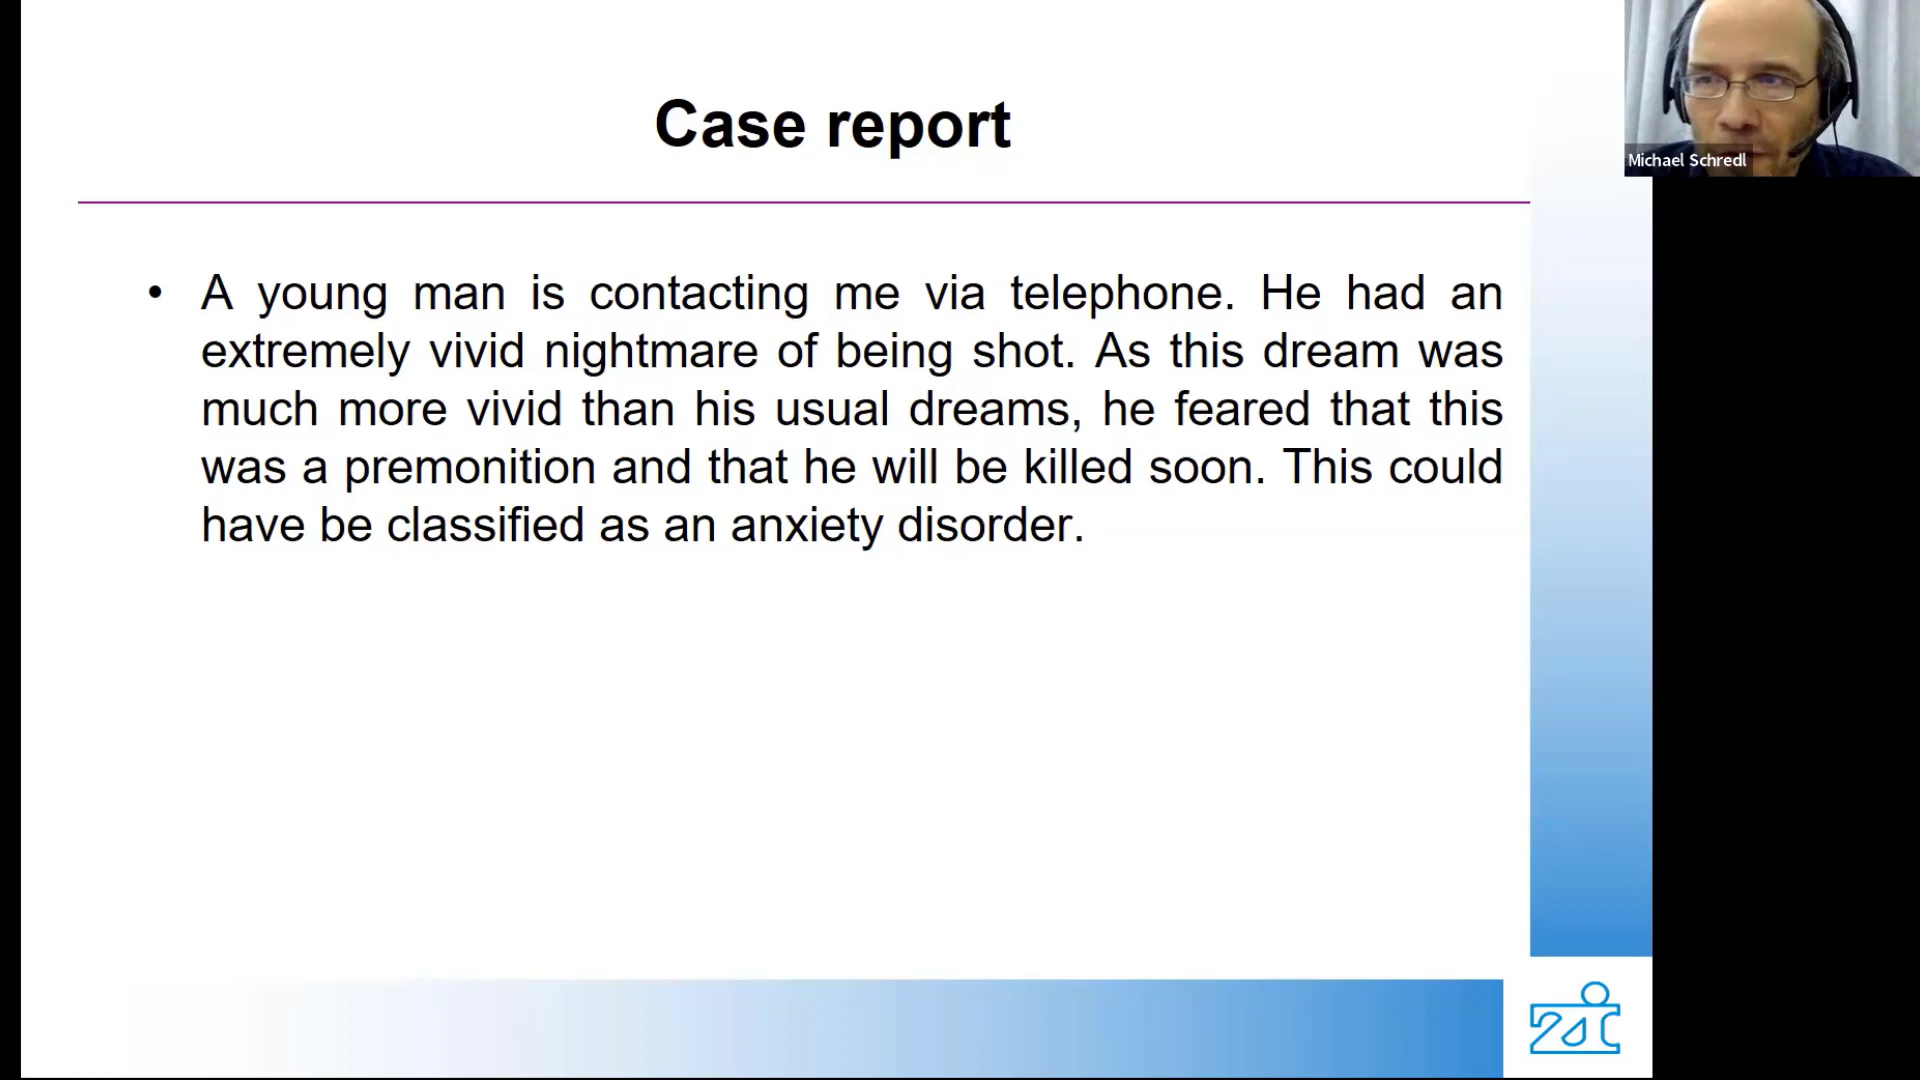 Case report
Michael Schredl
• A young man is contacting me via telephone. He had an
extremely vivid nightmare of being shot. As this dream was
much more vivid than his usual dreams, he feared that this
was a premonition and that he will be killed soon. This could
have be classified as an anxiety disorder.
zi